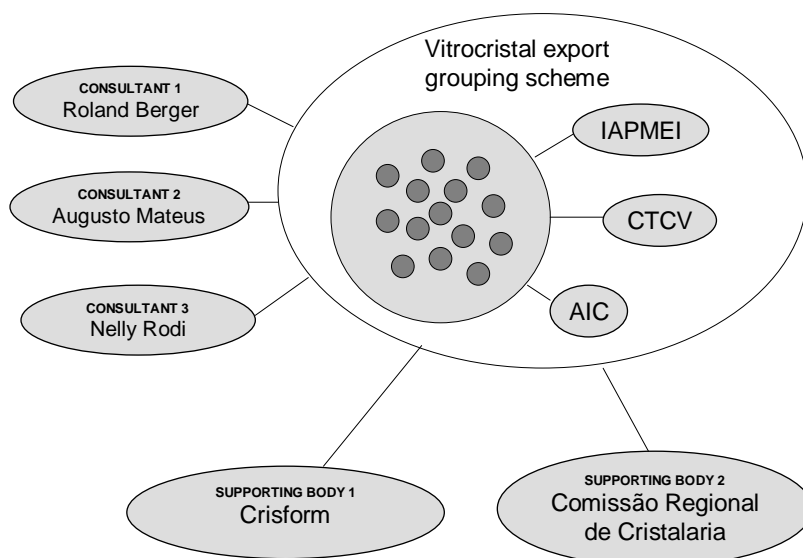 Vitrocristal export
grouping scheme
CONSULTANT 1
Roland Berger
IAPMEI
CONSULTANT 2
Augusto Mateus
CTCV
CONSULTANT 3
Nelly Rodi
AIC
SUPPORTING BODY 1
Crisform
SUPPORTING BODY 2
Comissão Regional
de Cristalaria